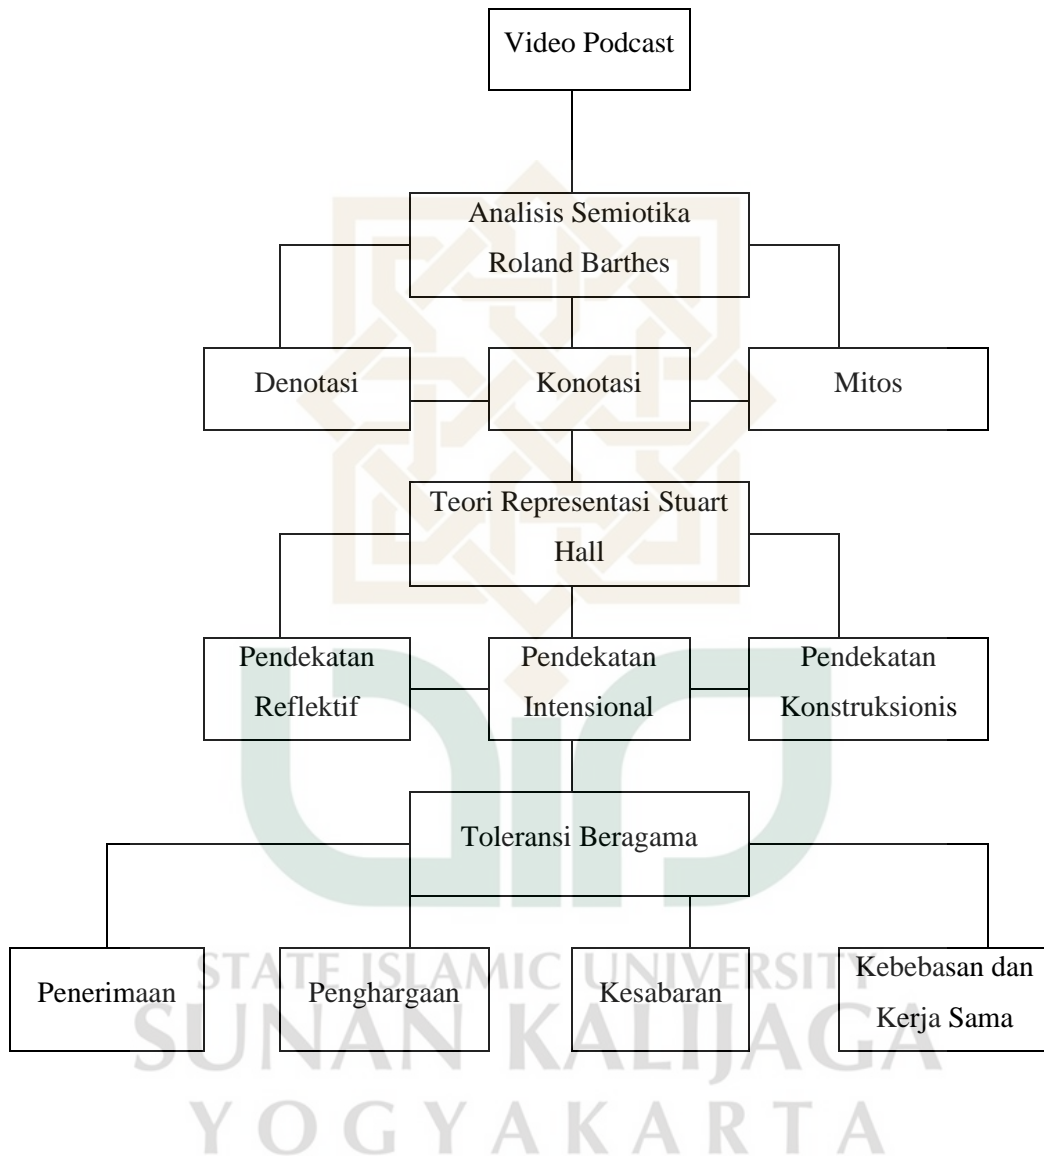 Video Podcast
Analisis Semiotika
Roland Barthes
Denotasi
Konotasi
Mitos
Teori Representasi Stuart
Hall
Pendekatan
Reflektif
Pendekatan
Intensional
Pendekatan
Konstruksionis
Toleransi Beragama
Penerimaan
Penghargaan
Kesabaran
Kebebasan dan
Kerja Sama
STATE ISLAMIC UNIVERSITY
SUNAN KALIJAGA
YOGYAKARTA